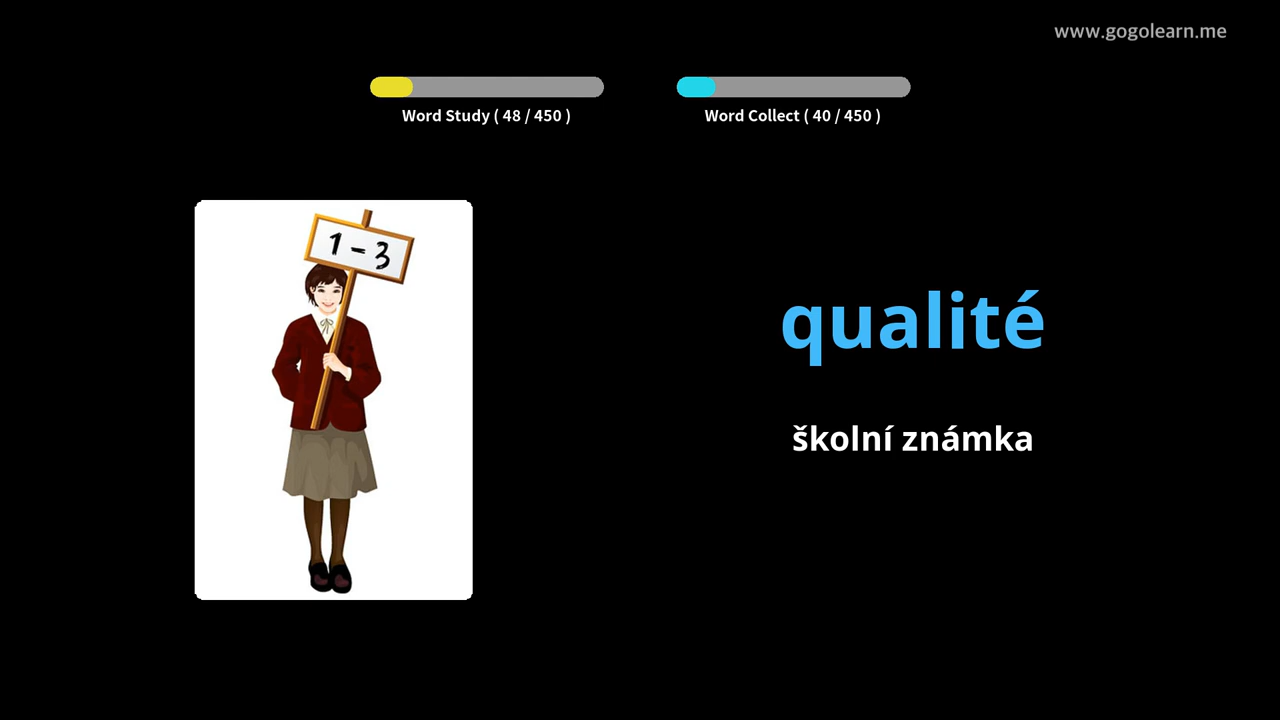 www.gogolearn.me
Word Study ( 48 / 450 )
Word Collect ( 40 / 450 )
1 - 3
qualité
školní známka